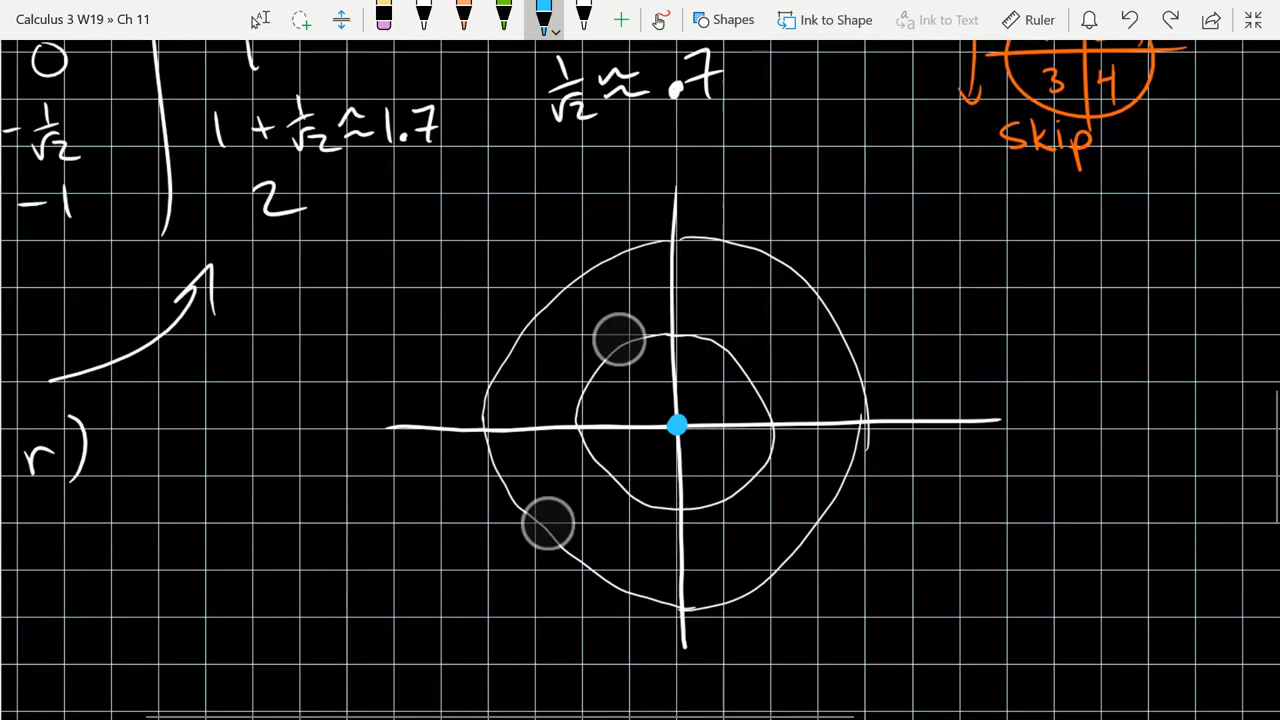 Calculus 3 W19 » Ch 11
Shapes
Ink to Shape
Ink to Text
Ruler
0 1
-1/√2 1 + 1/√2 ≈ 1.7
-1 2
1/√2 ≈ .7
3 4
Skip
r)